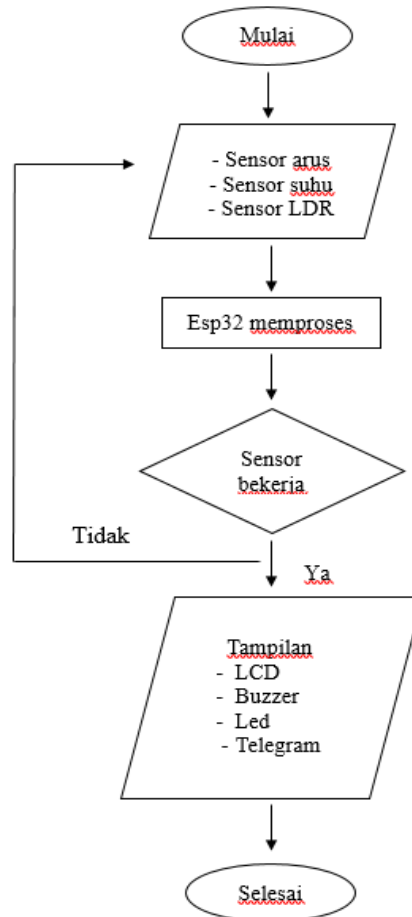 Mulai
- Sensor arus
- Sensor suhu
- Sensor LDR
Esp32 memproses
Sensor
bekerja
Tidak
Ya
Tampilan
- LCD
- Buzzer
- Led
- Telegram
Selesai